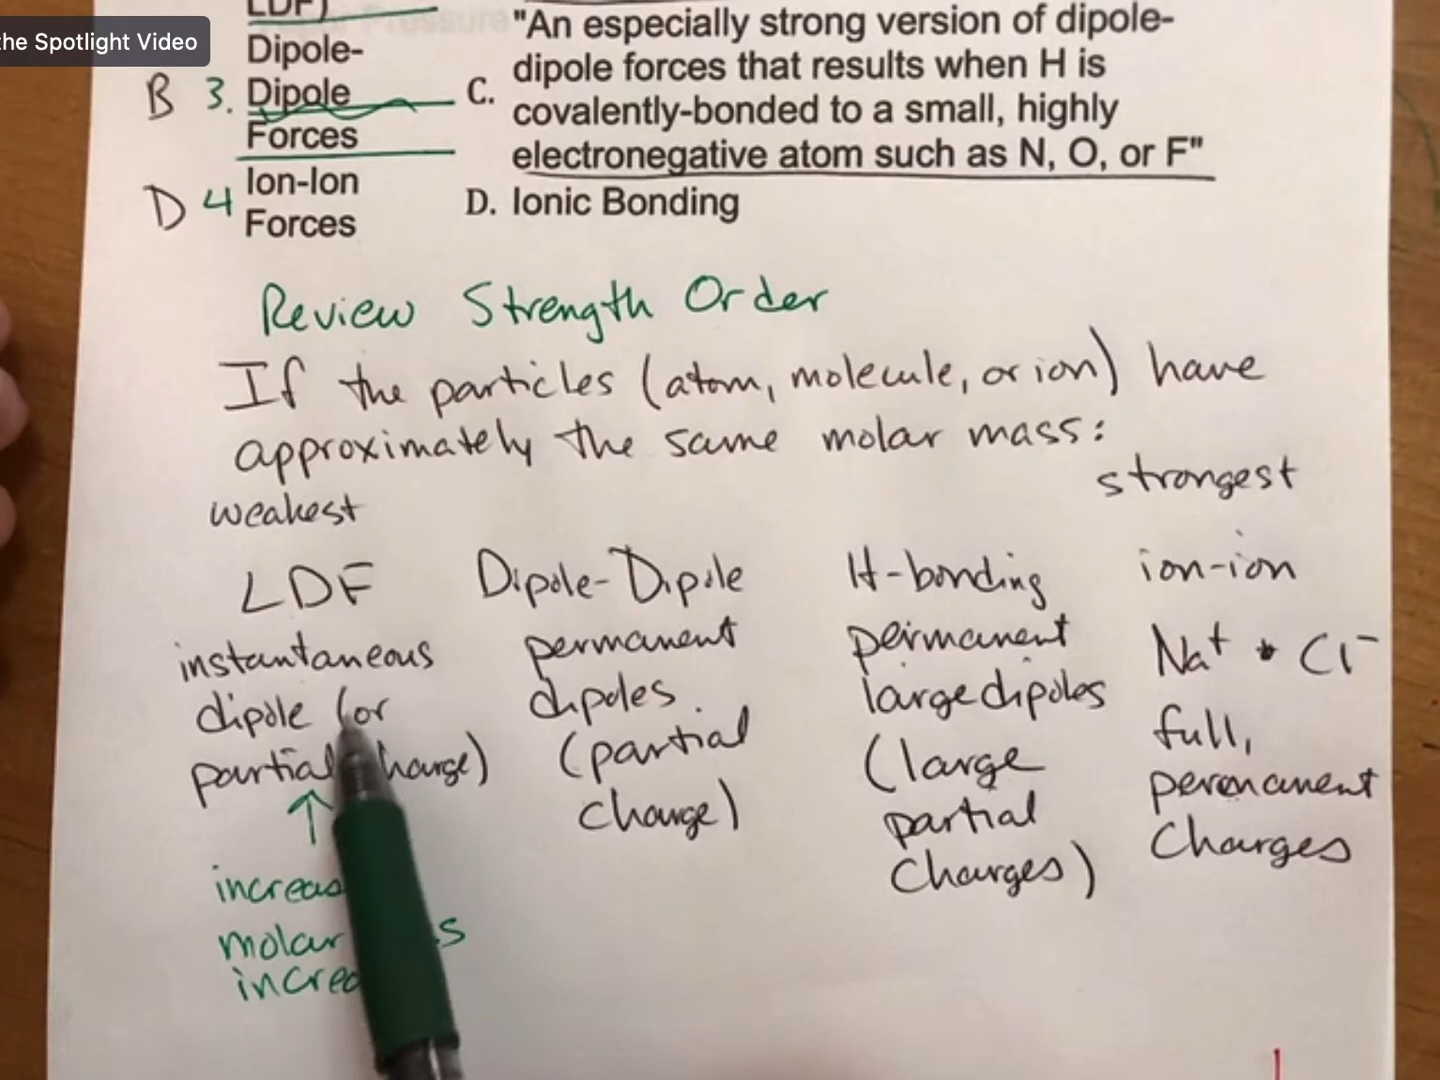 the Spotlight Video
LDF)
Dipole-
B 3. Dipole
Forces
D 4 Ion-Ion
Forces
"An especially strong version of dipole-
C. dipole forces that results when H is
covalently-bonded to a small, highly
electronegative atom such as N, O, or F"
D. Ionic Bonding
Review Strength Order
If the particles (atom, molecule, or ion) have
approximately the same molar mass:
weakest
strongest
LDF
instantaneous
dipole (or
partial charge)
↑
increas
molar
increa
Dipole-Dipole
permanent
dipoles
(partial
charge)
H-bonding
permanent
large dipoles
(large
partial
charges)
ion-ion
Na+ • Cl−
full,
permanent
Charges